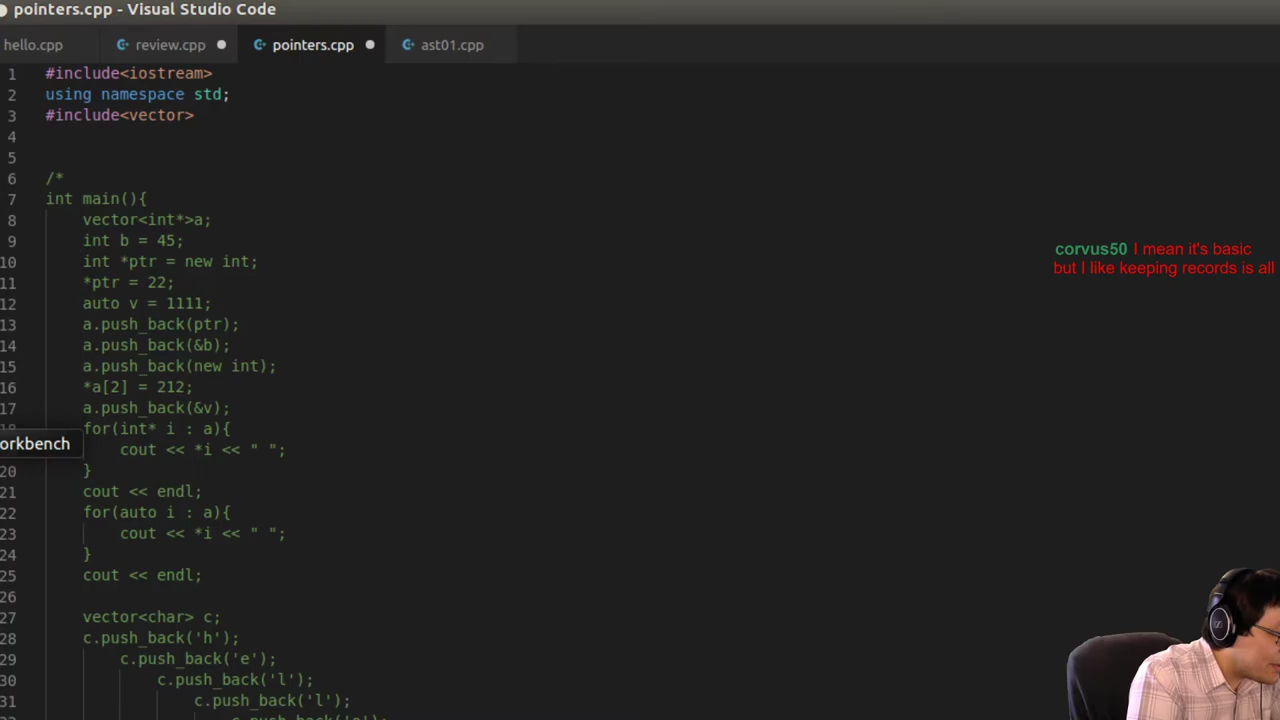 pointers.cpp - Visual Studio Code
hello.cpp review.cpp pointers.cpp ast01.cpp
1 #include<iostream>
2 using namespace std;
3 #include<vector>
4
5
6 /*
7 int main(){
8 vector<int*>a;
9 int b = 45;
10 int *ptr = new int;
11 *ptr = 22;
12 auto v = 1111;
13 a.push_back(ptr);
14 a.push_back(&b);
15 a.push_back(new int);
16 *a[2] = 212;
17 a.push_back(&v);
for(int* i : a){
orkbench cout << *i << " ";
20 }
21 cout << endl;
22 for(auto i : a){
23 cout << *i << " ";
24 }
25 cout << endl;
26
27 vector<char> c;
28 c.push_back('h');
29 c.push_back('e');
30 c.push_back('l');
31 c.push_back('l');
corvus50 I mean it's basic
but I like keeping records is all